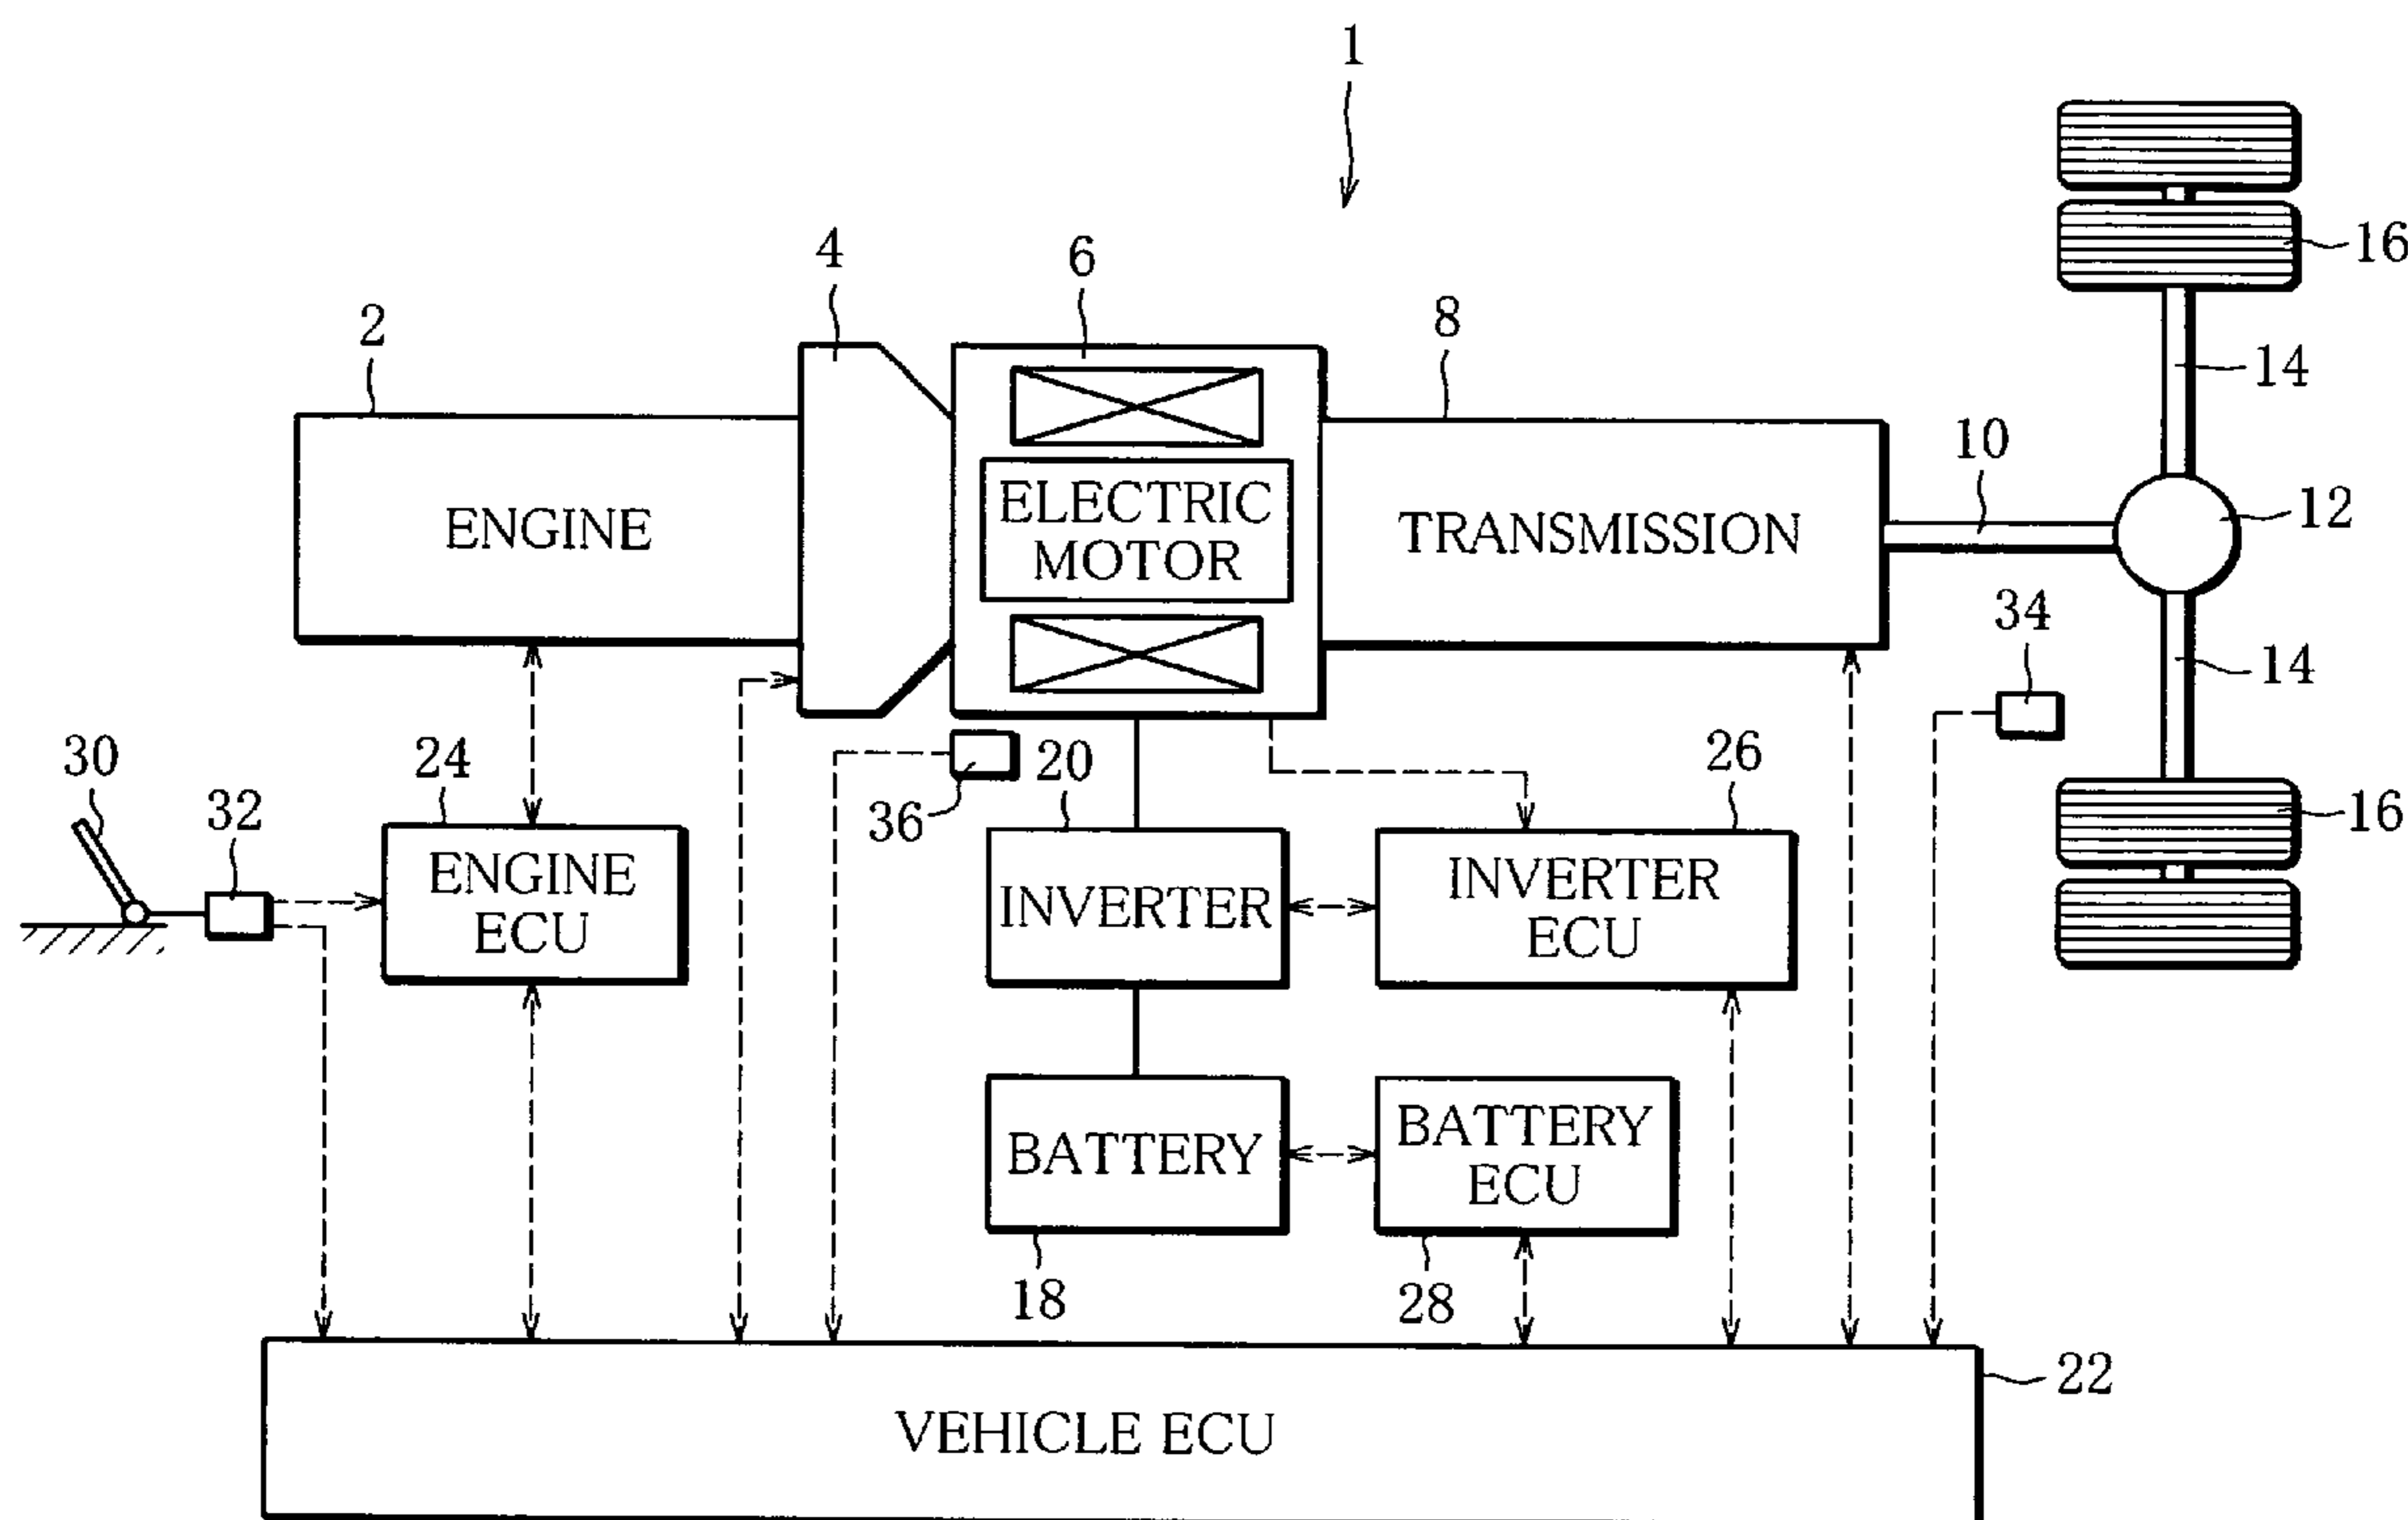 1
16
4
6
2
8
14
10
ELECTRIC
MOTOR
ENGINE
TRANSMISSION
12
34
14
30
24
20
26
32
36
16
ENGINE
ECU
INVERTER
INVERTER
ECU
BATTERY
BATTERY
ECU
18
28
22
VEHICLE ECU